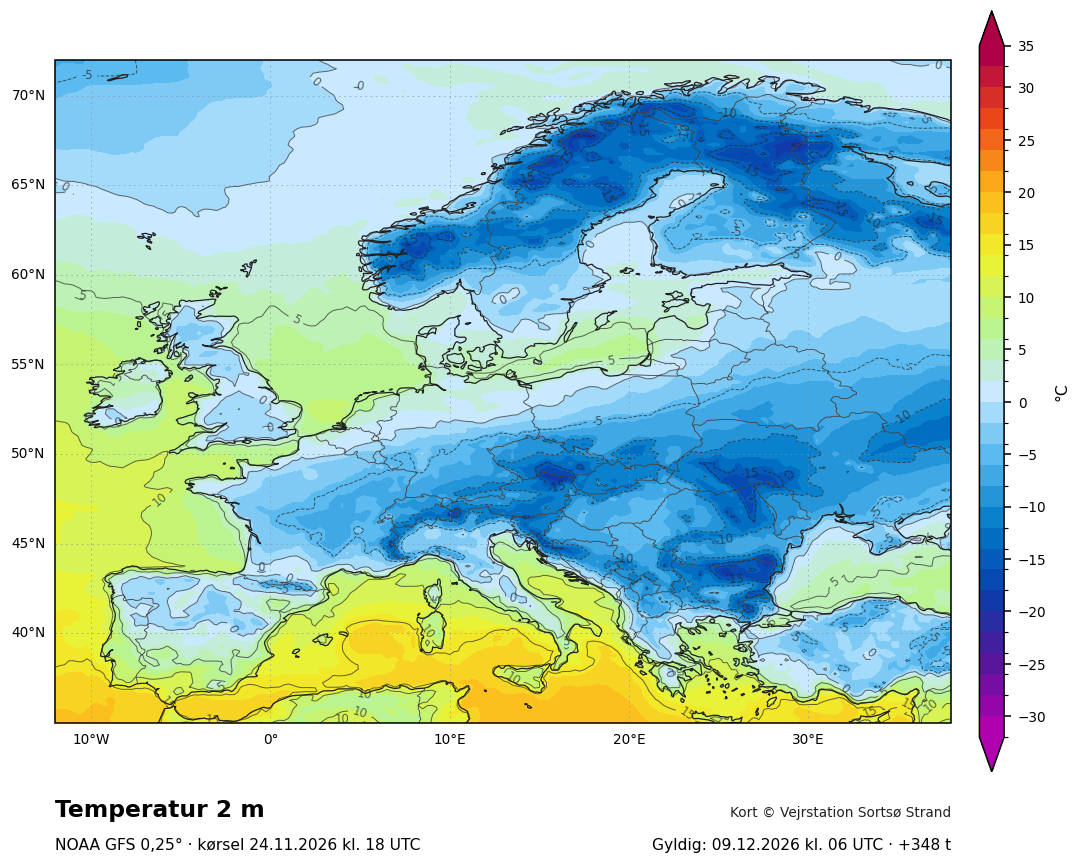 70°N
65°N
60°N
55°N
50°N
45°N
40°N
10°W
0°
10°E
20°E
30°E
35
30
25
20
15
10
5
0
−5
−10
−15
−20
−25
−30
°C
Temperatur 2 m
Kort © Vejrstation Sortsø Strand
NOAA GFS 0,25° · kørsel 24.11.2026 kl. 18 UTC
Gyldig: 09.12.2026 kl. 06 UTC · +348 t